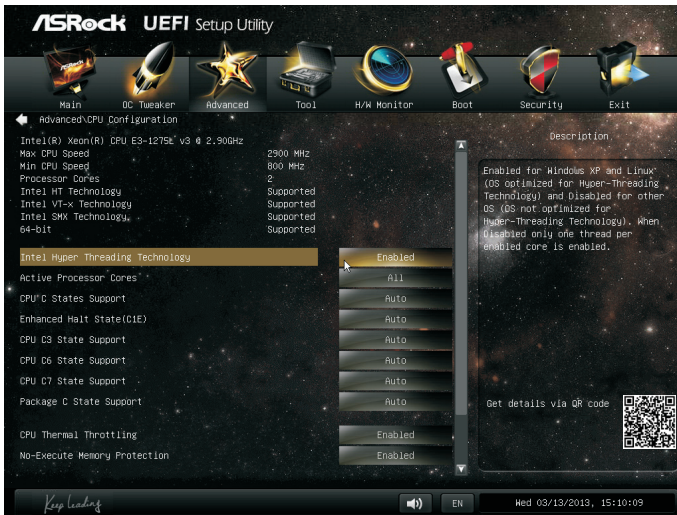 ASRock UEFI Setup Utility
ASRock
Main OC Tweaker Advanced Tool H/W Monitor Boot Security Exit
Advanced\CPU Configuration
Description
Intel(R) Xeon(R) CPU E3-1275L v3 @ 2.90GHz
Max CPU Speed 2900 MHz
Min CPU Speed 800 MHz
Processor Cores 2
Intel HT Technology Supported
Intel VT-x Technology Supported
Intel SMX Technology Supported
64-bit Supported
Enabled for Windows XP and Linux
(OS optimized for Hyper-Threading
Technology) and Disabled for other
OS (OS not optimized for
Hyper-Threading Technology). When
Disabled only one thread per
enabled core is enabled.
Intel Hyper Threading Technology Enabled
Active Processor Cores All
CPU C States Support Auto
Enhanced Halt State(C1E) Auto
CPU C3 State Support Auto
CPU C6 State Support Auto
CPU C7 State Support Auto
Package C State Support Auto
Get details via QR code
CPU Thermal Throttling Enabled
No-Execute Memory Protection Enabled
Keep Leading
EN
Wed 03/13/2013, 15:10:09